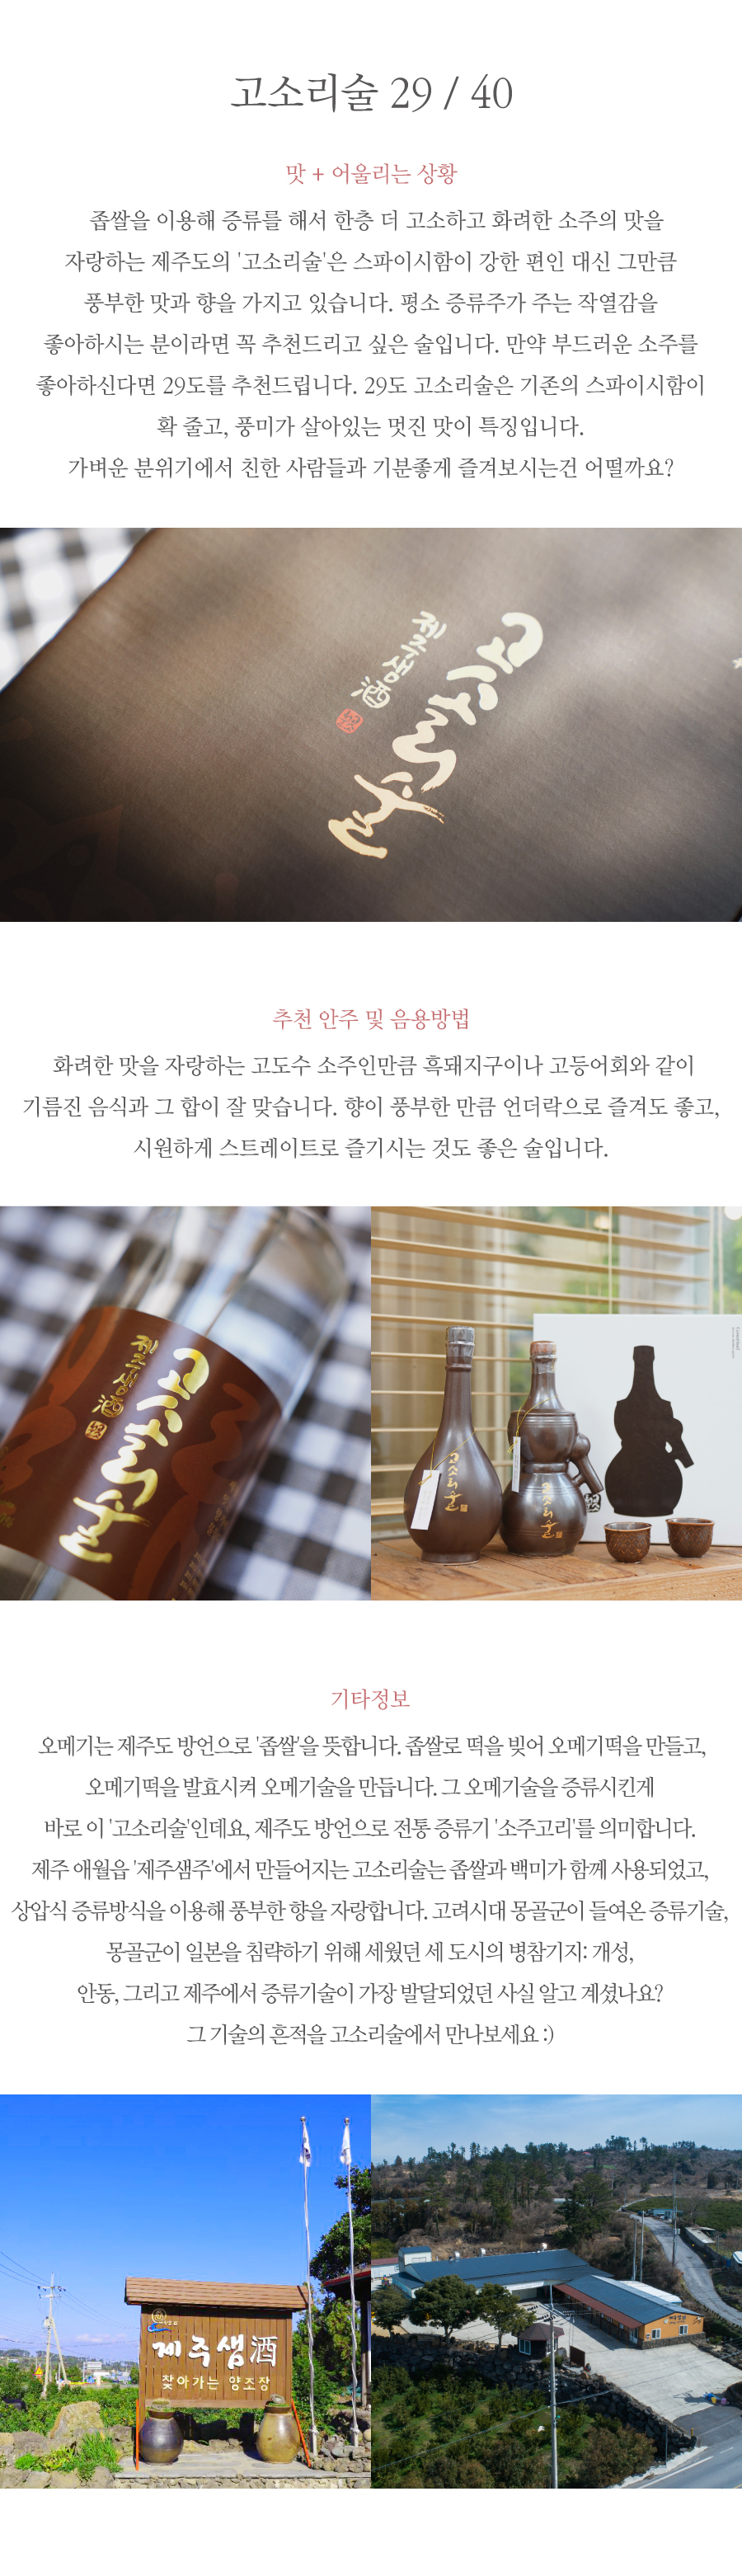 고소리술 29 / 40
맛 + 어울리는 상황
좁쌀을 이용해 증류를 해서 한층 더 고소하고 화려한 소주의 맛을
자랑하는 제주도의 '고소리술'은 스파이시함이 강한 편인 대신 그만큼
풍부한 맛과 향을 가지고 있습니다. 평소 증류주가 주는 작열감을
좋아하시는 분이라면 꼭 추천드리고 싶은 술입니다. 만약 부드러운 소주를
좋아하신다면 29도를 추천드립니다. 29도 고소리술은 기존의 스파이시함이
확 줄고, 풍미가 살아있는 멋진 맛이 특징입니다.
가벼운 분위기에서 친한 사람들과 기분좋게 즐겨보시는건 어떨까요?
고소리술
제주샘酒
추천 안주 및 음용방법
화려한 맛을 자랑하는 고도수 소주인만큼 흑돼지구이나 고등어회와 같이
기름진 음식과 그 합이 잘 맞습니다. 향이 풍부한 만큼 언더락으로 즐겨도 좋고,
시원하게 스트레이트로 즐기시는 것도 좋은 술입니다.
제주샘酒
고소리술
고소리술
고소리술
기타정보
오메기는 제주도 방언으로 '좁쌀'을 뜻합니다. 좁쌀로 떡을 빚어 오메기떡을 만들고,
오메기떡을 발효시켜 오메기술을 만듭니다. 그 오메기술을 증류시킨게
바로 이 '고소리술'인데요, 제주도 방언으로 전통 증류기 '소주고리'를 의미합니다.
제주 애월읍 '제주샘주'에서 만들어지는 고소리술는 좁쌀과 백미가 함께 사용되었고,
상압식 증류방식을 이용해 풍부한 향을 자랑합니다. 고려시대 몽골군이 들여온 증류기술,
몽골군이 일본을 침략하기 위해 세웠던 세 도시의 병참기지: 개성,
안동, 그리고 제주에서 증류기술이 가장 발달되었던 사실 알고 계셨나요?
그 기술의 흔적을 고소리술에서 만나보세요 :)
제주샘酒
찾아가는 양조장